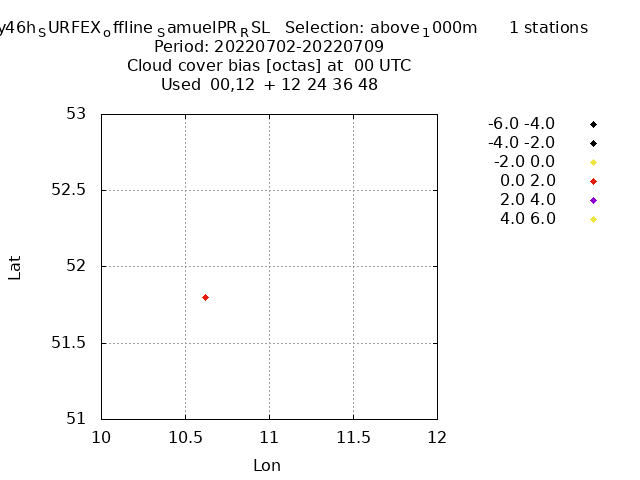 y46hSURFEXoffline SamuelPRRSL Selection: above1000m 1 stations
Period: 20220702-20220709
Cloud cover bias [octas] at 00 UTC
Used 00,12 + 12 24 36 48
53
52.5
52
51.5
51
10 10.5 11 11.5 12
Lat
Lon
-6.0 -4.0
-4.0 -2.0
-2.0 0.0
0.0 2.0
2.0 4.0
4.0 6.0